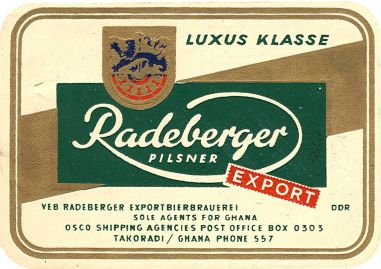 LUXUS KLASSE
Radeberger
PILSNER
EXPORT
VEB RADEBERGER EXPORTBIERBRAUEREI DDR
SOLE AGENTS FOR GHANA
OSCO SHIPPING AGENCIES POST OFFICE BOX 0303
TAKORADI / GHANA PHONE 557